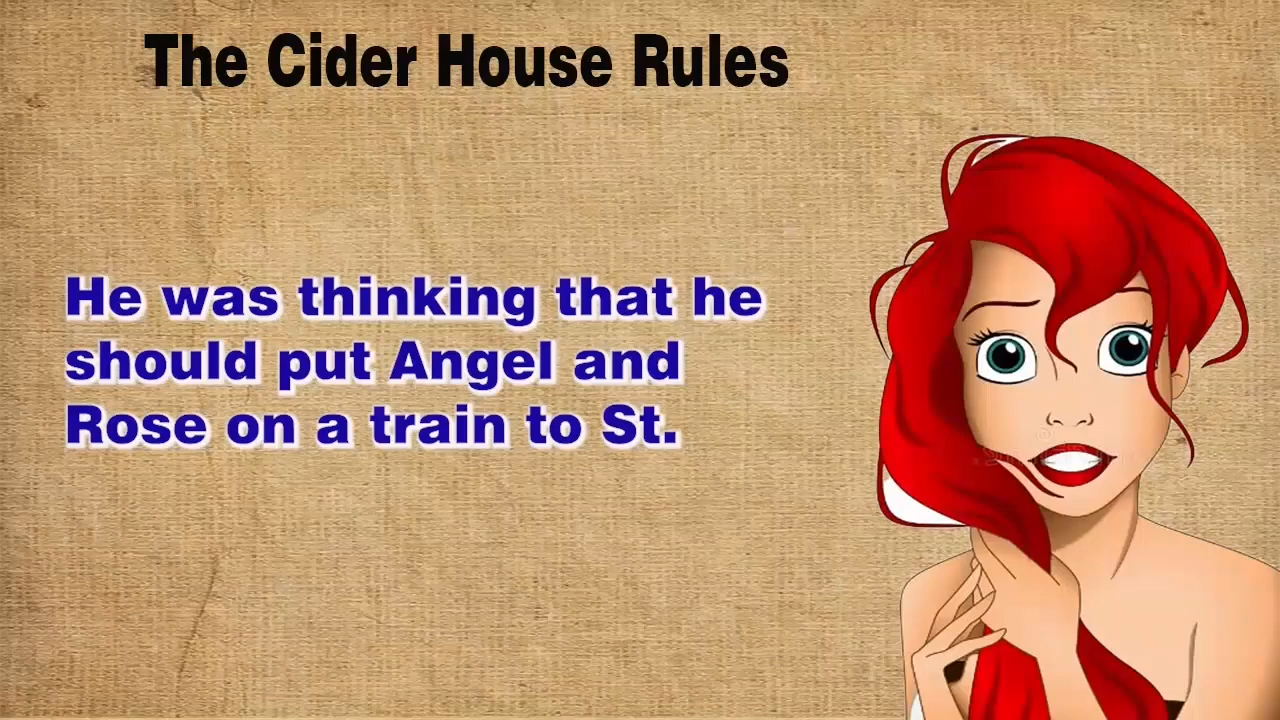 The Cider House Rules
He was thinking that he
should put Angel and
Rose on a train to St.